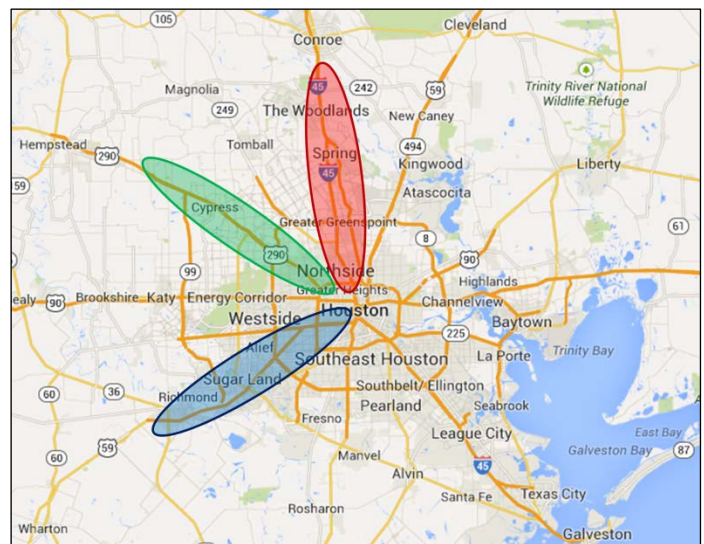 105
Cleveland
Conroe
Magnolia
45
242
59
Trinity River National
Wildlife Refuge
The Woodlands
249
New Caney
Hempstead
290
Tomball
Spring
494
Kingwood
Liberty
59
45
Atascocita
Cypress
Greater Greenspoint
61
8
290
90
99
Northside
Highlands
ealy
90
Brookshire
Katy
Energy Corridor
Greater Heights
Channelview
Westside
Houston
Baytown
225
Alief
Southeast Houston
La Porte
Trinity Bay
Sugar Land
60
36
Richmond
Southbelt/ Ellington
Pearland
Seabrook
Fresno
League City
East Bay
59
60
Manvel
Galveston Bay
87
Alvin
45
Santa Fe
Texas City
Rosharon
Wharton
Galveston